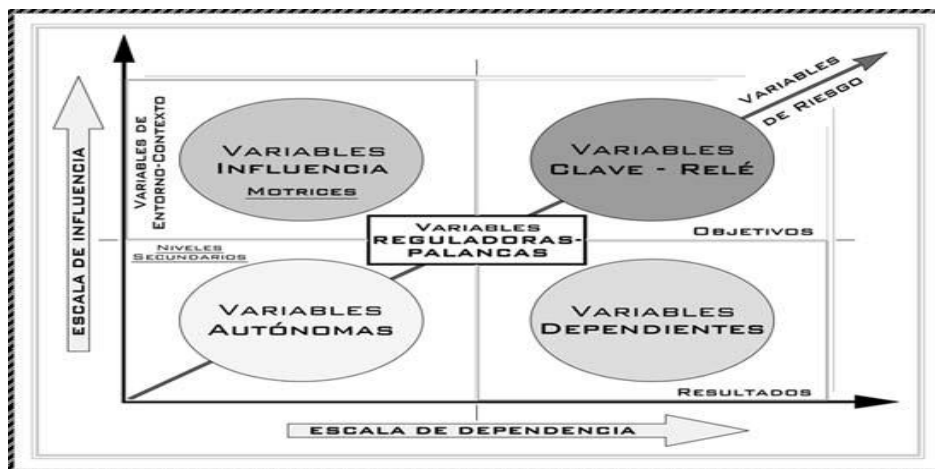 VARIABLES
DE RIESGO
ESCALA DE INFLUENCIA
VARIABLES DE
ENTORNO-CONTEXTO
VARIABLES
INFLUENCIA
MOTRICES
VARIABLES
CLAVE - RELÉ
VARIABLES
REGULADORAS-
PALANCAS
OBJETIVOS
NIVELES
SECUNDARIOS
VARIABLES
AUTÓNOMAS
VARIABLES
DEPENDIENTES
RESULTADOS
ESCALA DE DEPENDENCIA